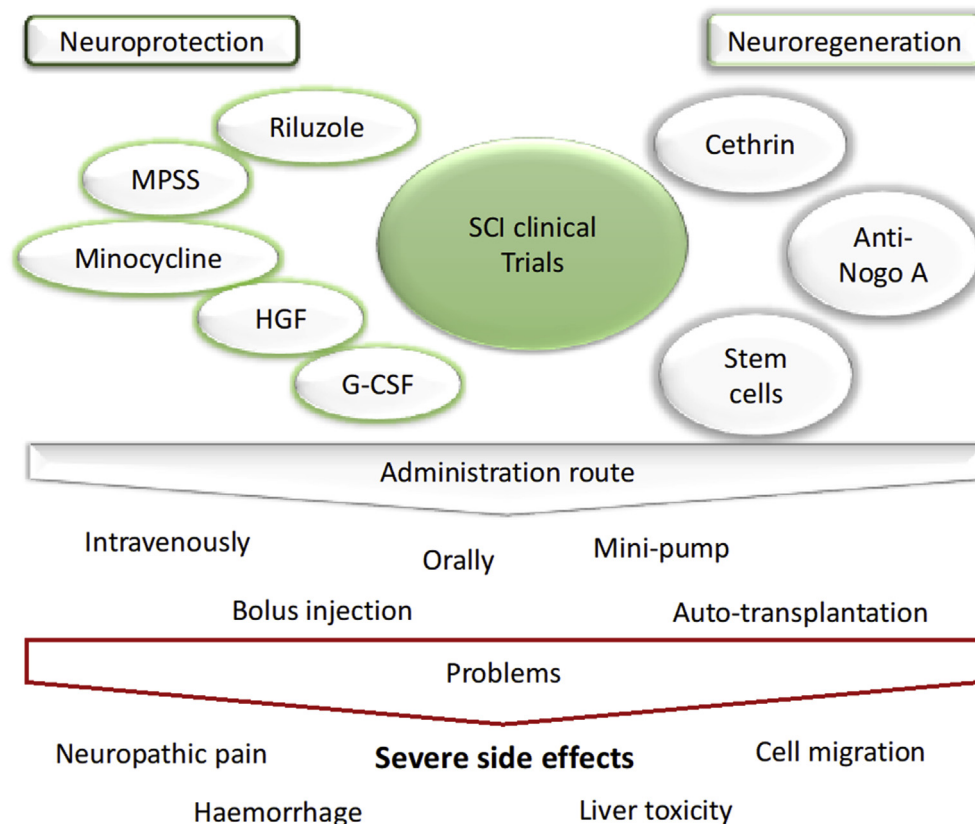 Neuroprotection
Neuroregeneration
Riluzole
Cethrin
MPSS
SCI clinical
Trials
Minocycline
Anti-
Nogo A
HGF
G-CSF
Stem
cells
Administration route
Intravenously
Orally
Mini-pump
Bolus injection
Auto-transplantation
Problems
Neuropathic pain
Severe side effects
Cell migration
Haemorrhage
Liver toxicity